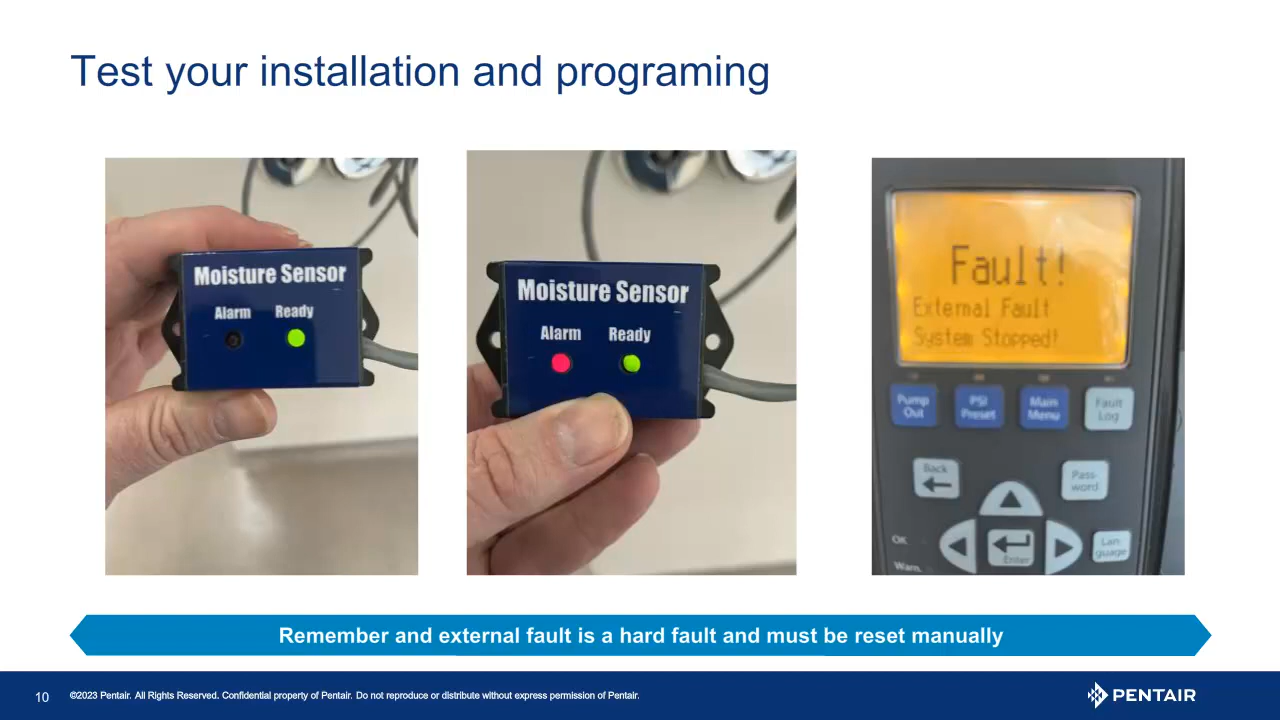 Test your installation and programing
Moisture Sensor
Alarm Ready
Moisture Sensor
Alarm Ready
Fault!
External Fault
System Stopped!
Pump Out
PSI Preset
Main Menu
Fault Log
Back
Pass-
word
OK
Enter
Lan-
guage
Warn.
Remember and external fault is a hard fault and must be reset manually
10
©2023 Pentair. All Rights Reserved. Confidential property of Pentair. Do not reproduce or distribute without express permission of Pentair.
PENTAIR